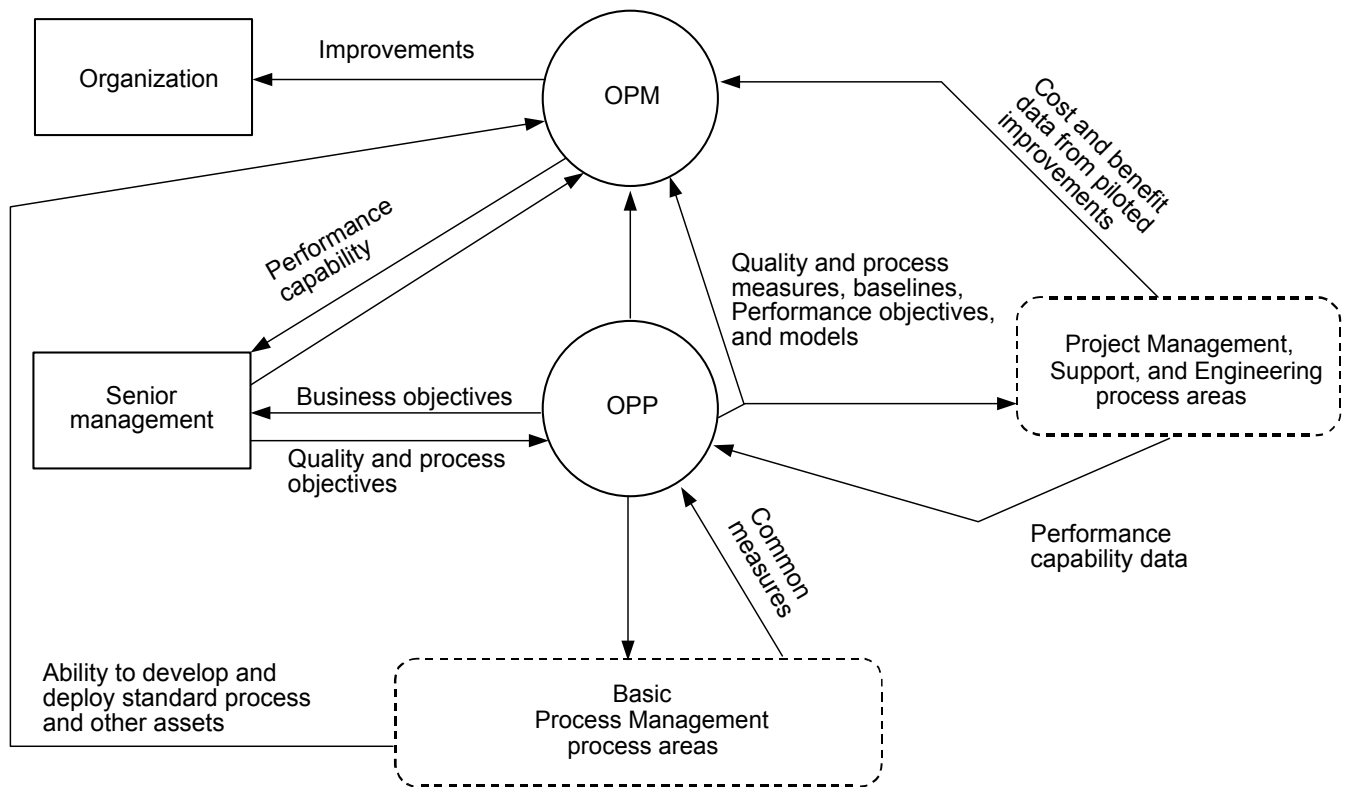 Improvements
Organization
OPM
Cost and benefit
data from piloted
improvements
Performance
capability
Quality and process
measures, baselines,
Performance objectives,
and models
Project Management,
Support, and Engineering
process areas
Senior
management
Business objectives
OPP
Quality and process
objectives
Common
measures
Performance
capability data
Ability to develop and
deploy standard process
and other assets
Basic
Process Management
process areas